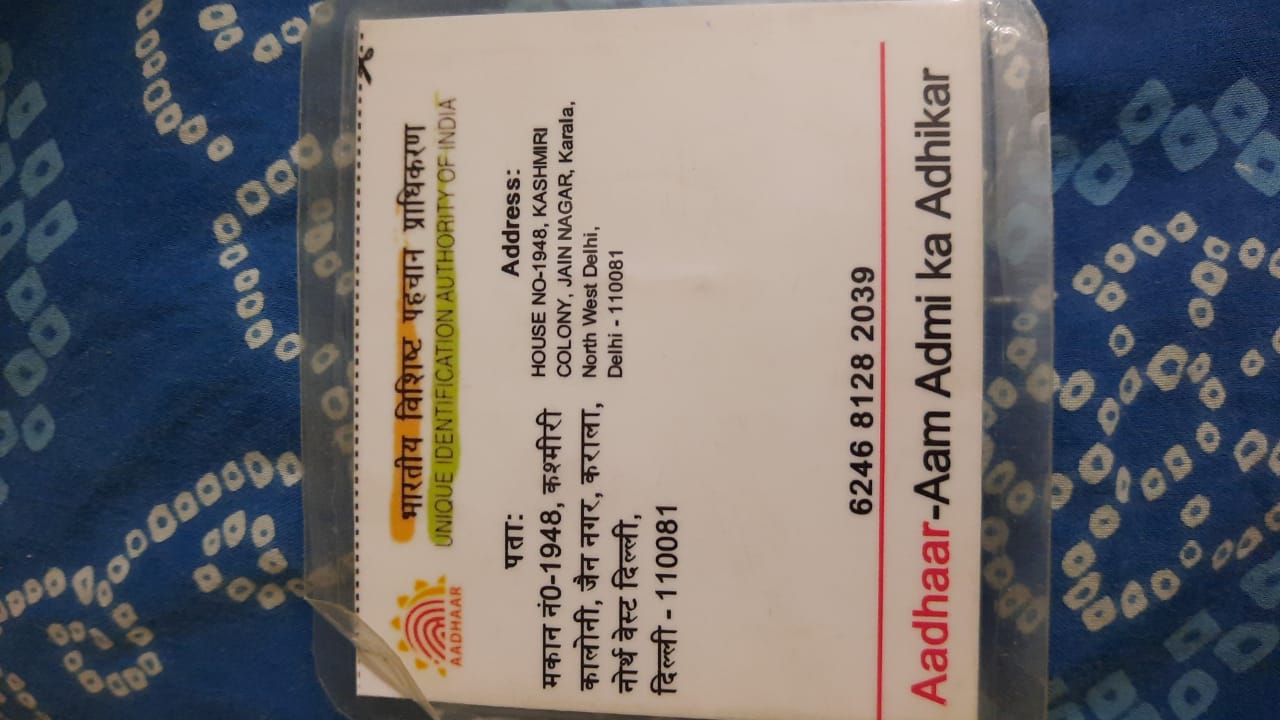 भारतीय विशिष्ट पहचान प्राधिकरण
UNIQUE IDENTIFICATION AUTHORITY OF INDIA
AADHAAR
पता:
मकान नं0-1948, कश्मीरी
कालोनी, जैन नगर, कराला,
नोर्थ वेस्ट दिल्ली,
दिल्ली - 110081
Address:
HOUSE NO-1948, KASHMIRI
COLONY, JAIN NAGAR, Karala,
North West Delhi,
Delhi - 110081
6246 8128 2039
Aadhaar-Aam Admi ka Adhikar